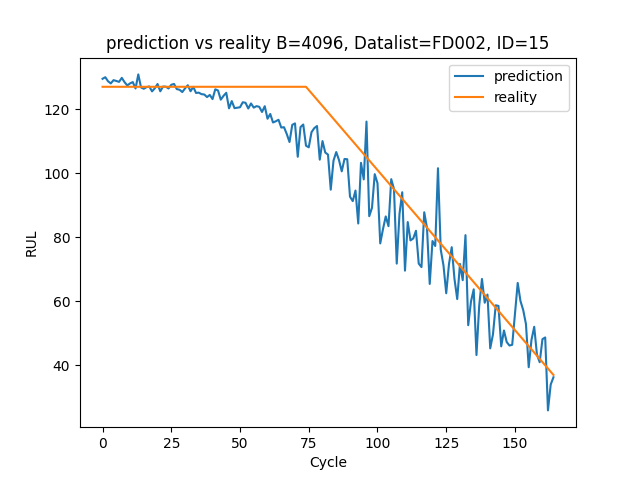 prediction vs reality B=4096, Datalist=FD002, ID=15
prediction
reality
RUL
120
100
80
60
40
0 25 50 75 100 125 150
Cycle